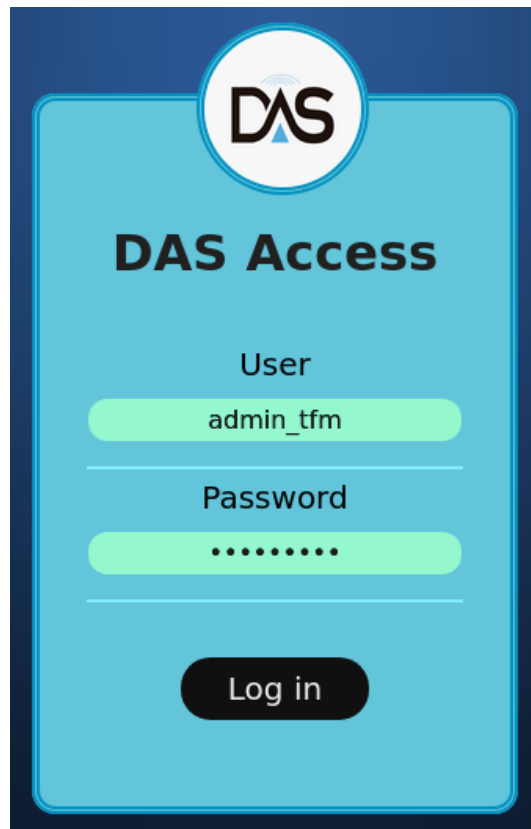 DAS
DAS Access
User
admin_tfm
Password
•••••••••
Log in